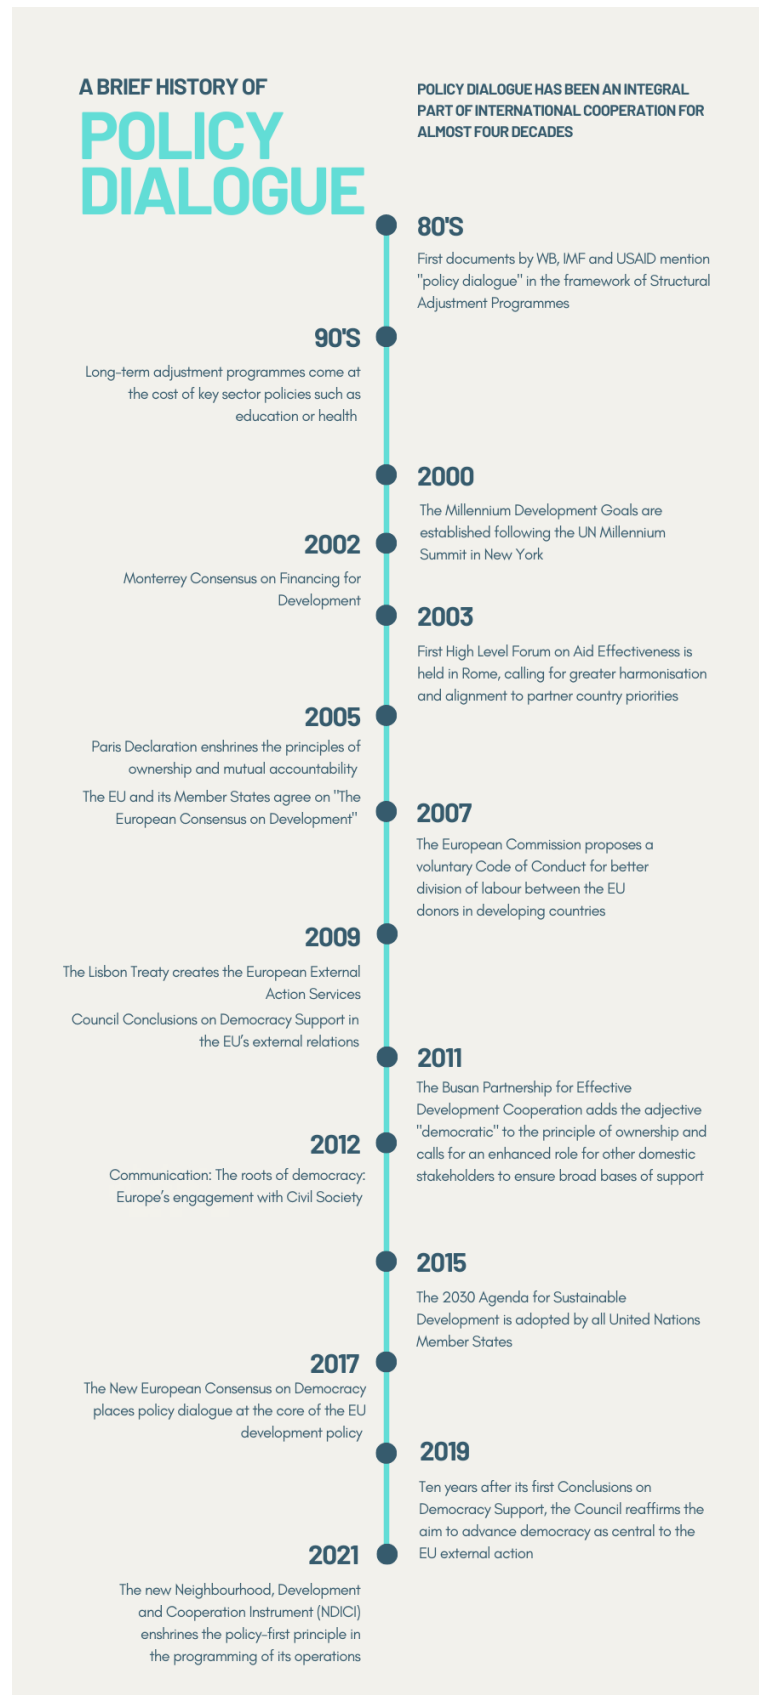 A BRIEF HISTORY OF
POLICY
DIALOGUE
POLICY DIALOGUE HAS BEEN AN INTEGRAL
PART OF INTERNATIONAL COOPERATION FOR
ALMOST FOUR DECADES
80'S
First documents by WB, IMF and USAID mention
"policy dialogue" in the framework of Structural
Adjustment Programmes
90'S
Long-term adjustment programmes come at
the cost of key sector policies such as
education or health
2000
The Millennium Development Goals are
established following the UN Millennium
Summit in New York
2002
Monterrey Consensus on Financing for
Development
2003
First High Level Forum on Aid Effectiveness is
held in Rome, calling for greater harmonisation
and alignment to partner country priorities
2005
Paris Declaration enshrines the principles of
ownership and mutual accountability
The EU and its Member States agree on "The
European Consensus on Development"
2007
The European Commission proposes a
voluntary Code of Conduct for better
division of labour between the EU
donors in developing countries
2009
The Lisbon Treaty creates the European External
Action Services
Council Conclusions on Democracy Support in
the EU's external relations
2011
The Busan Partnership for Effective
Development Cooperation adds the adjective
"democratic" to the principle of ownership and
calls for an enhanced role for other domestic
stakeholders to ensure broad bases of support
2012
Communication: The roots of democracy:
Europe's engagement with Civil Society
2015
The 2030 Agenda for Sustainable
Development is adopted by all United Nations
Member States
2017
The New European Consensus on Democracy
places policy dialogue at the core of the EU
development policy
2019
Ten years after its first Conclusions on
Democracy Support, the Council reaffirms the
aim to advance democracy as central to the
EU external action
2021
The new Neighbourhood, Development
and Cooperation Instrument (NDICI)
enshrines the policy-first principle in
the programming of its operations